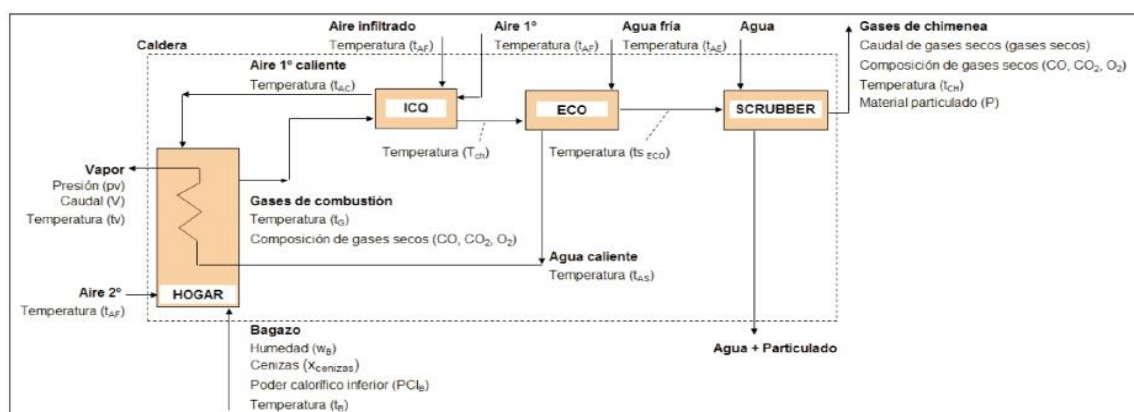 Caldera
Aire infiltrado
Temperatura (tAF)
Aire 1º
Temperatura (tAF)
Agua fría
Temperatura (tAE)
Agua
Gases de chimenea
Caudal de gases secos (gases secos)
Composición de gases secos (CO, CO2, O2)
Temperatura (tCH)
Material particulado (P)
Aire 1º caliente
Temperatura (tAC)
ICQ
ECO
SCRUBBER
Temperatura (Tch)
Temperatura (ts ECO)
Vapor
Presión (pv)
Caudal (V)
Temperatura (tv)
Gases de combustión
Temperatura (tG)
Composición de gases secos (CO, CO2, O2)
Agua caliente
Temperatura (tAS)
Aire 2º
Temperatura (tAF)
HOGAR
Bagazo
Humedad (wB)
Cenizas (xcenizas)
Poder calorífico inferior (PCIB)
Temperatura (tB)
Agua + Particulado